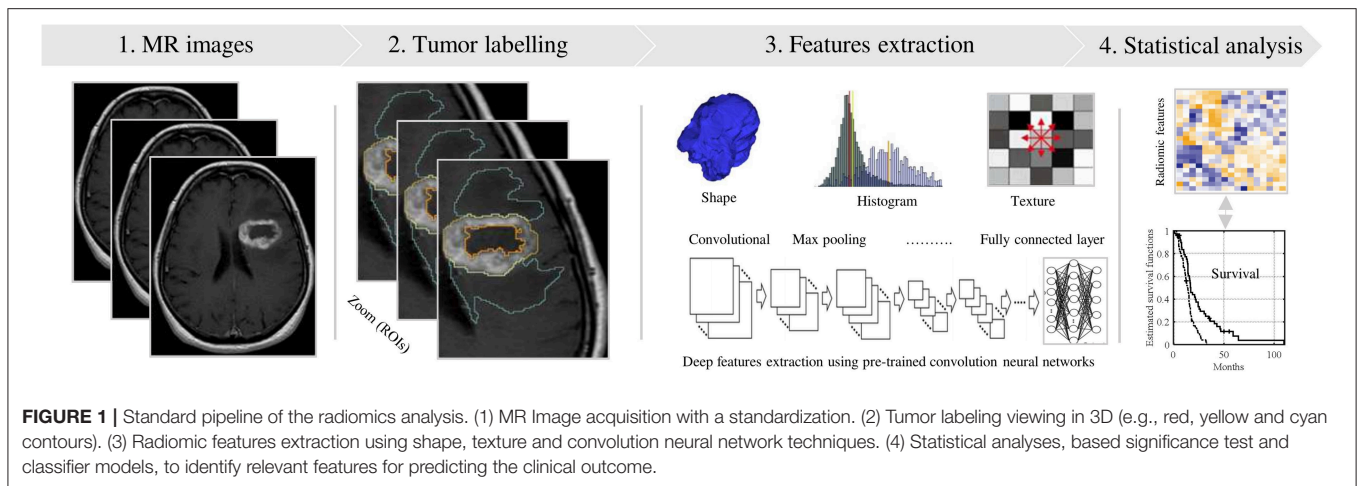 1. MR images
2. Tumor labelling
3. Features extraction
4. Statistical analysis
Zoom (ROIs)
Shape
Histogram
Texture
Convolutional
Max pooling
..........
Fully connected layer
Deep features extraction using pre-trained convolution neural networks
Radiomic features
Estimated survival functions
1
0.8
0.6
0.4
0.2
0
Survival
0
50
100
Months
FIGURE 1 | Standard pipeline of the radiomics analysis. (1) MR Image acquisition with a standardization. (2) Tumor labeling viewing in 3D (e.g., red, yellow and cyan
contours). (3) Radiomic features extraction using shape, texture and convolution neural network techniques. (4) Statistical analyses, based significance test and
classifier models, to identify relevant features for predicting the clinical outcome.